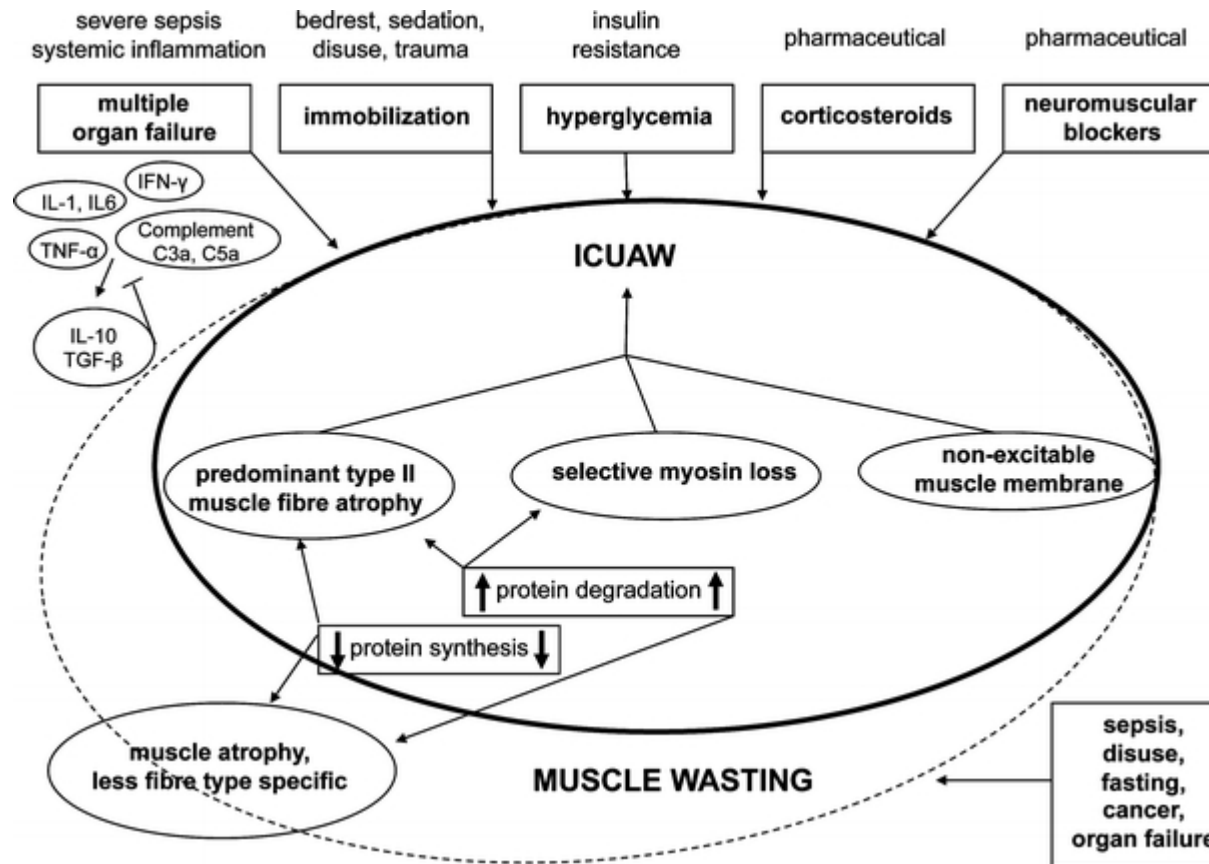 severe sepsis
systemic inflammation
bedrest, sedation,
disuse, trauma
insulin
resistance
pharmaceutical
pharmaceutical
multiple
organ failure
immobilization
hyperglycemia
corticosteroids
neuromuscular
blockers
IFN-γ
IL-1, IL6
TNF-α
Complement
C3a, C5a
IL-10
TGF-β
ICUAW
predominant type II
muscle fibre atrophy
selective myosin loss
non-excitable
muscle membrane
protein degradation
protein synthesis
muscle atrophy,
less fibre type specific
MUSCLE WASTING
sepsis,
disuse,
fasting,
cancer,
organ failure